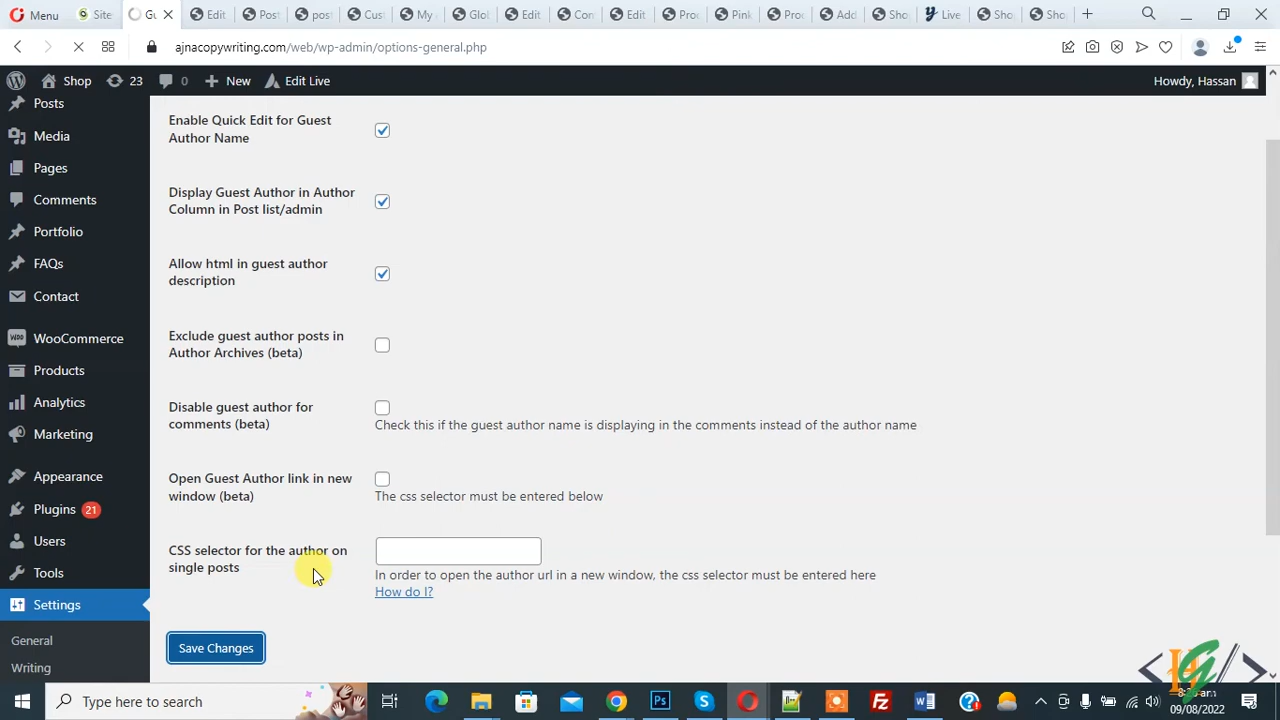 Menu
Site
Gu
Edit
Post
post
Cust
My
Glob
Edit
Con
Edit
Proc
Pink
Proc
Add
Sho
Live
Sho
Sho
ajnacopywriting.com/web/wp-admin/options-general.php
Shop
23
0
New
Edit Live
Howdy, Hassan
Posts
Media
Pages
Comments
Portfolio
FAQs
Contact
WooCommerce
Products
Analytics
Marketing
Appearance
Plugins 21
Users
Tools
Settings
General
Writing
Enable Quick Edit for Guest
Author Name
Display Guest Author in Author
Column in Post list/admin
Allow html in guest author
description
Exclude guest author posts in
Author Archives (beta)
Disable guest author for
comments (beta)
Check this if the guest author name is displaying in the comments instead of the author name
Open Guest Author link in new
window (beta)
The css selector must be entered below
CSS selector for the author on
single posts
In order to open the author url in a new window, the css selector must be entered here
How do I?
Save Changes
Type here to search
09/08/2022